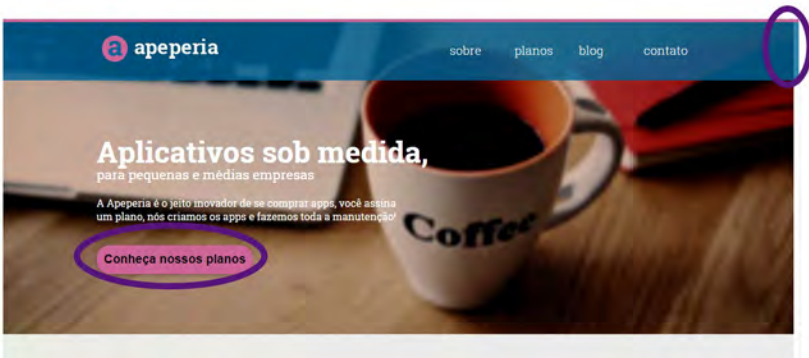 a apeperia
sobre planos blog contato
Aplicativos sob medida,
para pequenas e médias empresas
A Apeperia é o jeito inovador de se comprar apps, você assina
um plano, nós criamos os apps e fazemos toda a manutenção!
Coffee
Conheça nossos planos